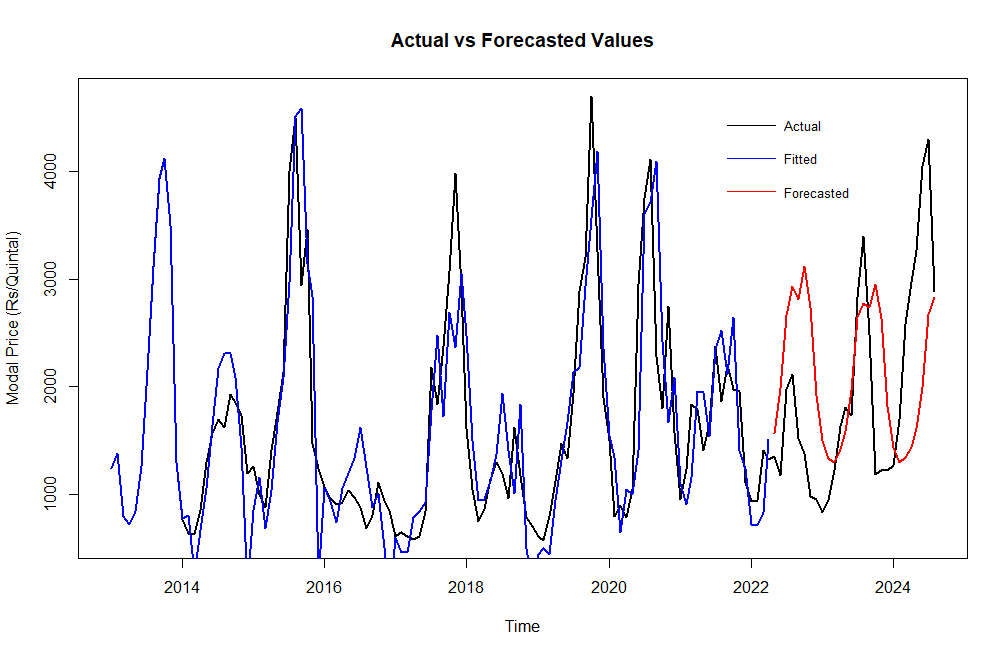 Actual vs Forecasted Values
Modal Price (Rs/Quintal)
4000
3000
2000
1000
Actual
Fitted
Forecasted
2014 2016 2018 2020 2022 2024
Time